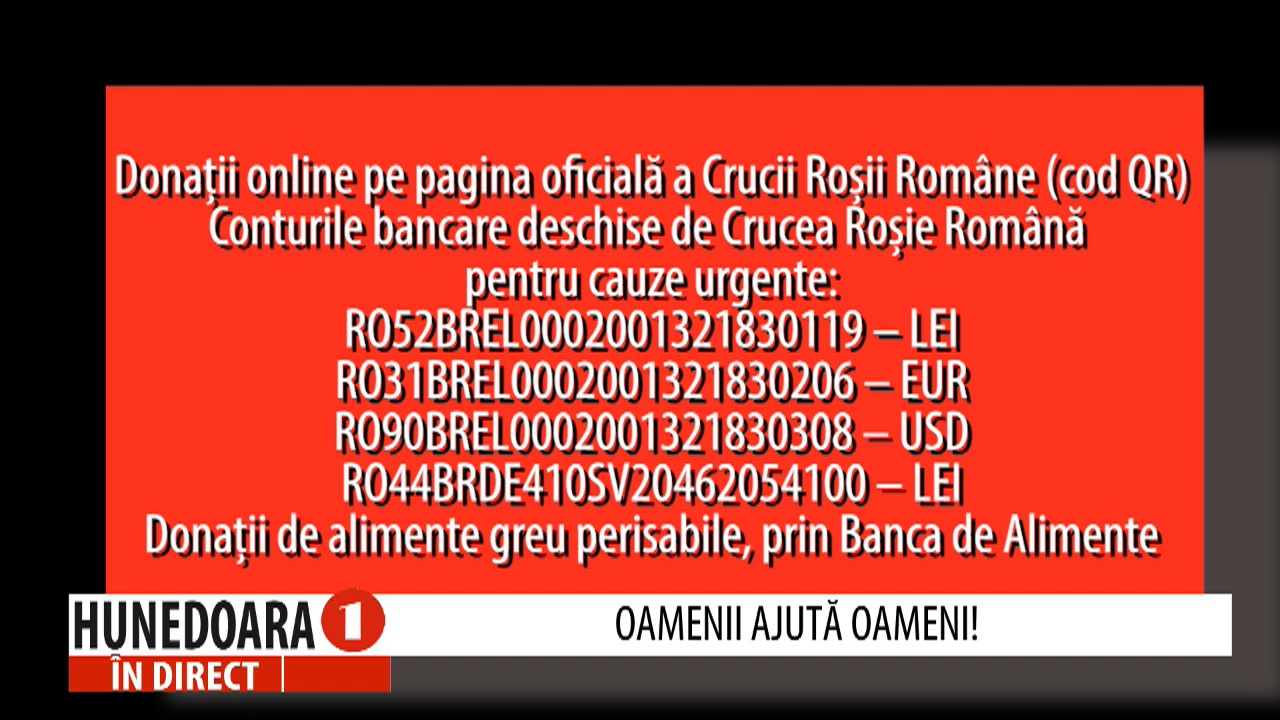 Donații online pe pagina oficială a Crucii Roșii Române (cod QR)
Conturile bancare deschise de Crucea Roșie Română
pentru cauze urgente:
RO52BREL0002001321830119 – LEI
RO31BREL0002001321830206 – EUR
RO90BREL0002001321830308 – USD
RO44BRDE410SV20462054100 – LEI
Donații de alimente greu perisabile, prin Banca de Alimente
HUNEDOARA 1
OAMENII AJUTĂ OAMENI!
ÎN DIRECT